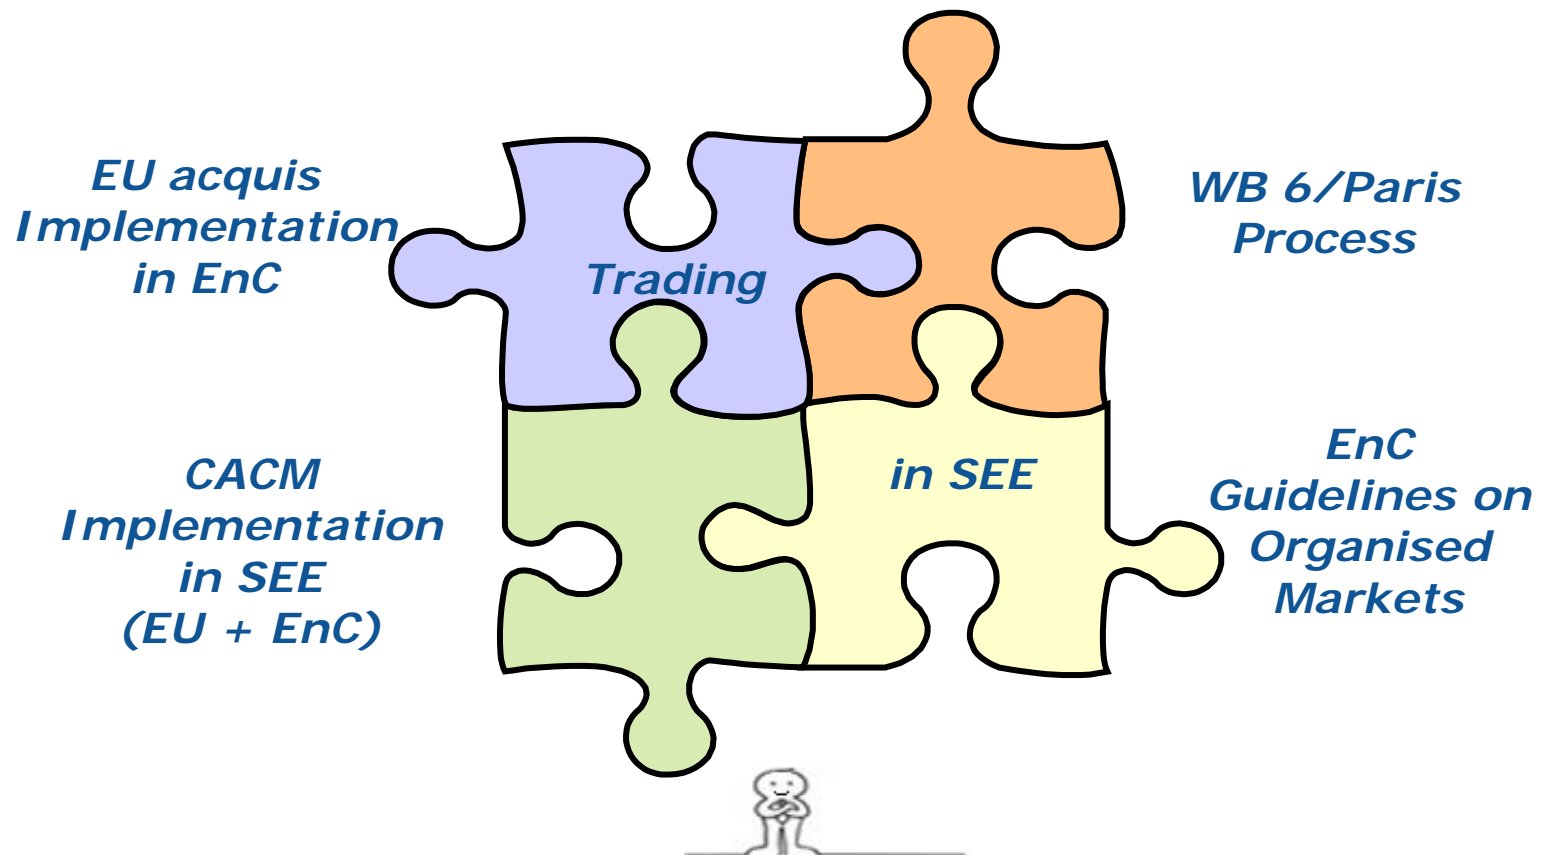 EU acquis
Implementation
in EnC
Trading
WB 6/Paris
Process
CACM
Implementation
in SEE
(EU + EnC)
in SEE
EnC
Guidelines on
Organised
Markets